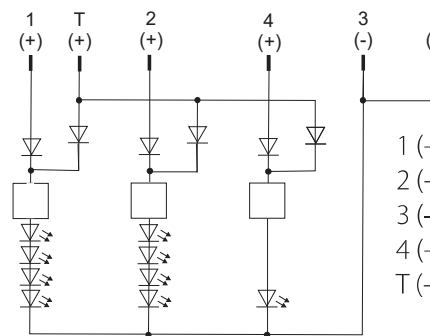 1 T 2 4 3
(+) (+) (+) (+) (-) (
1 (-
2 (-
3 (-
4 (-
T (-